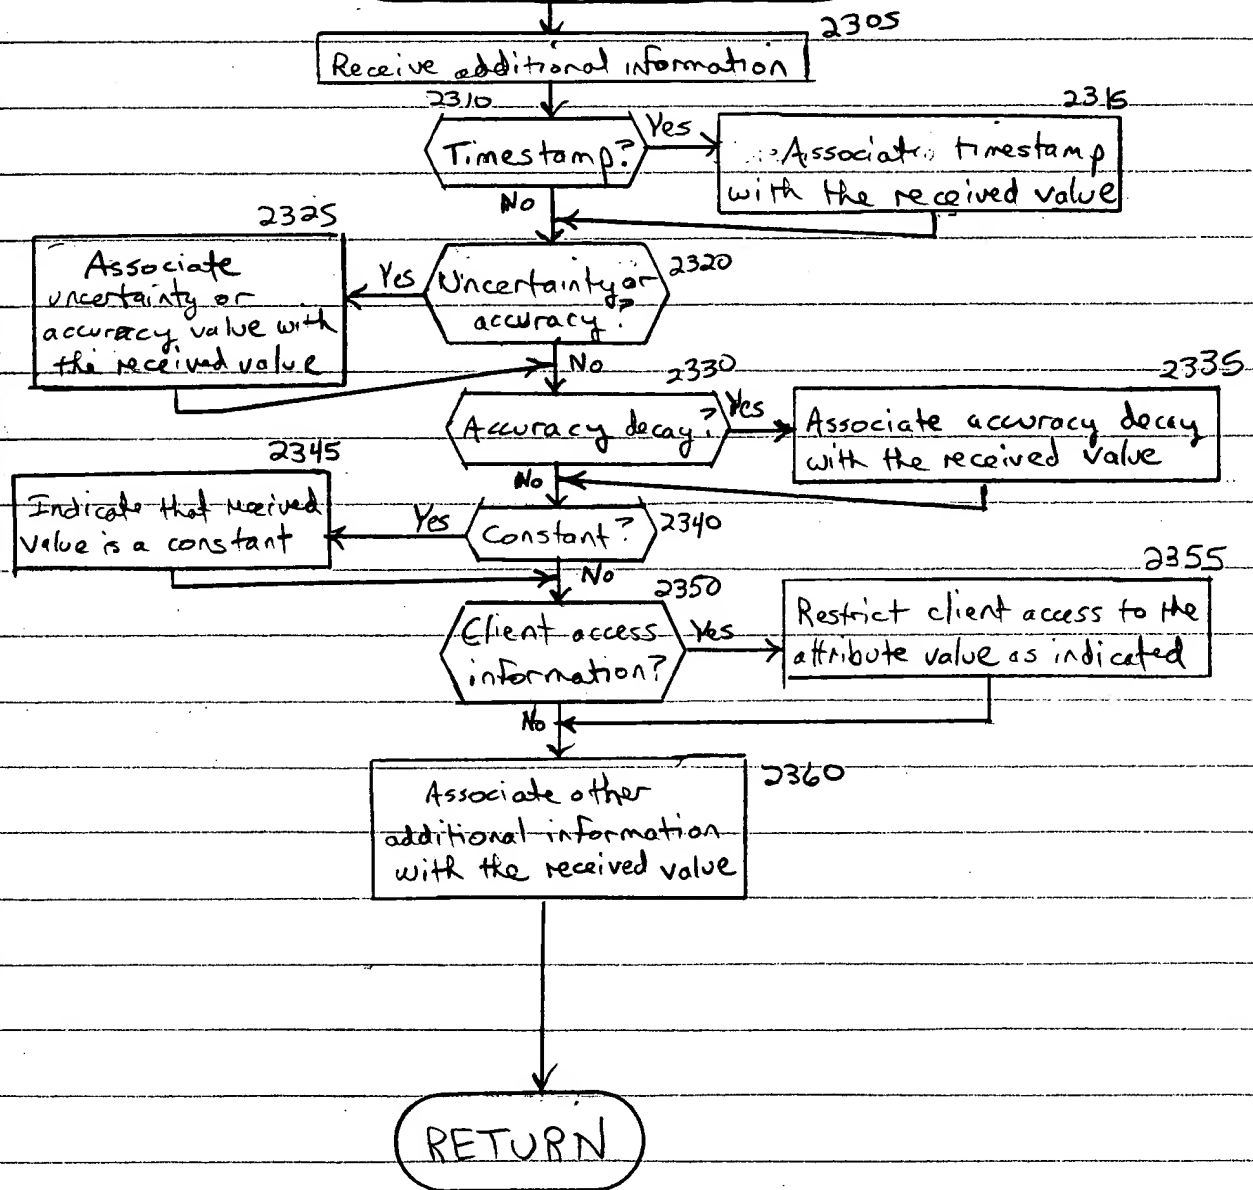 2305
Receive additional information
2310
Timestamp?
Yes
2315
Associate timestamp
with the received value
No
2325
Associate
uncertainty or
accuracy value with
the received value
Yes
Uncertainty or
accuracy?
2320
No
2330
Accuracy decay?
Yes
2335
Associate accuracy decay
with the received value
No
2345
Indicate that received
value is a constant
Yes
Constant?
2340
No
2350
Client access
information?
Yes
2355
Restrict client access to the
attribute value as indicated
No
2360
Associate other
additional information
with the received value
RETURN